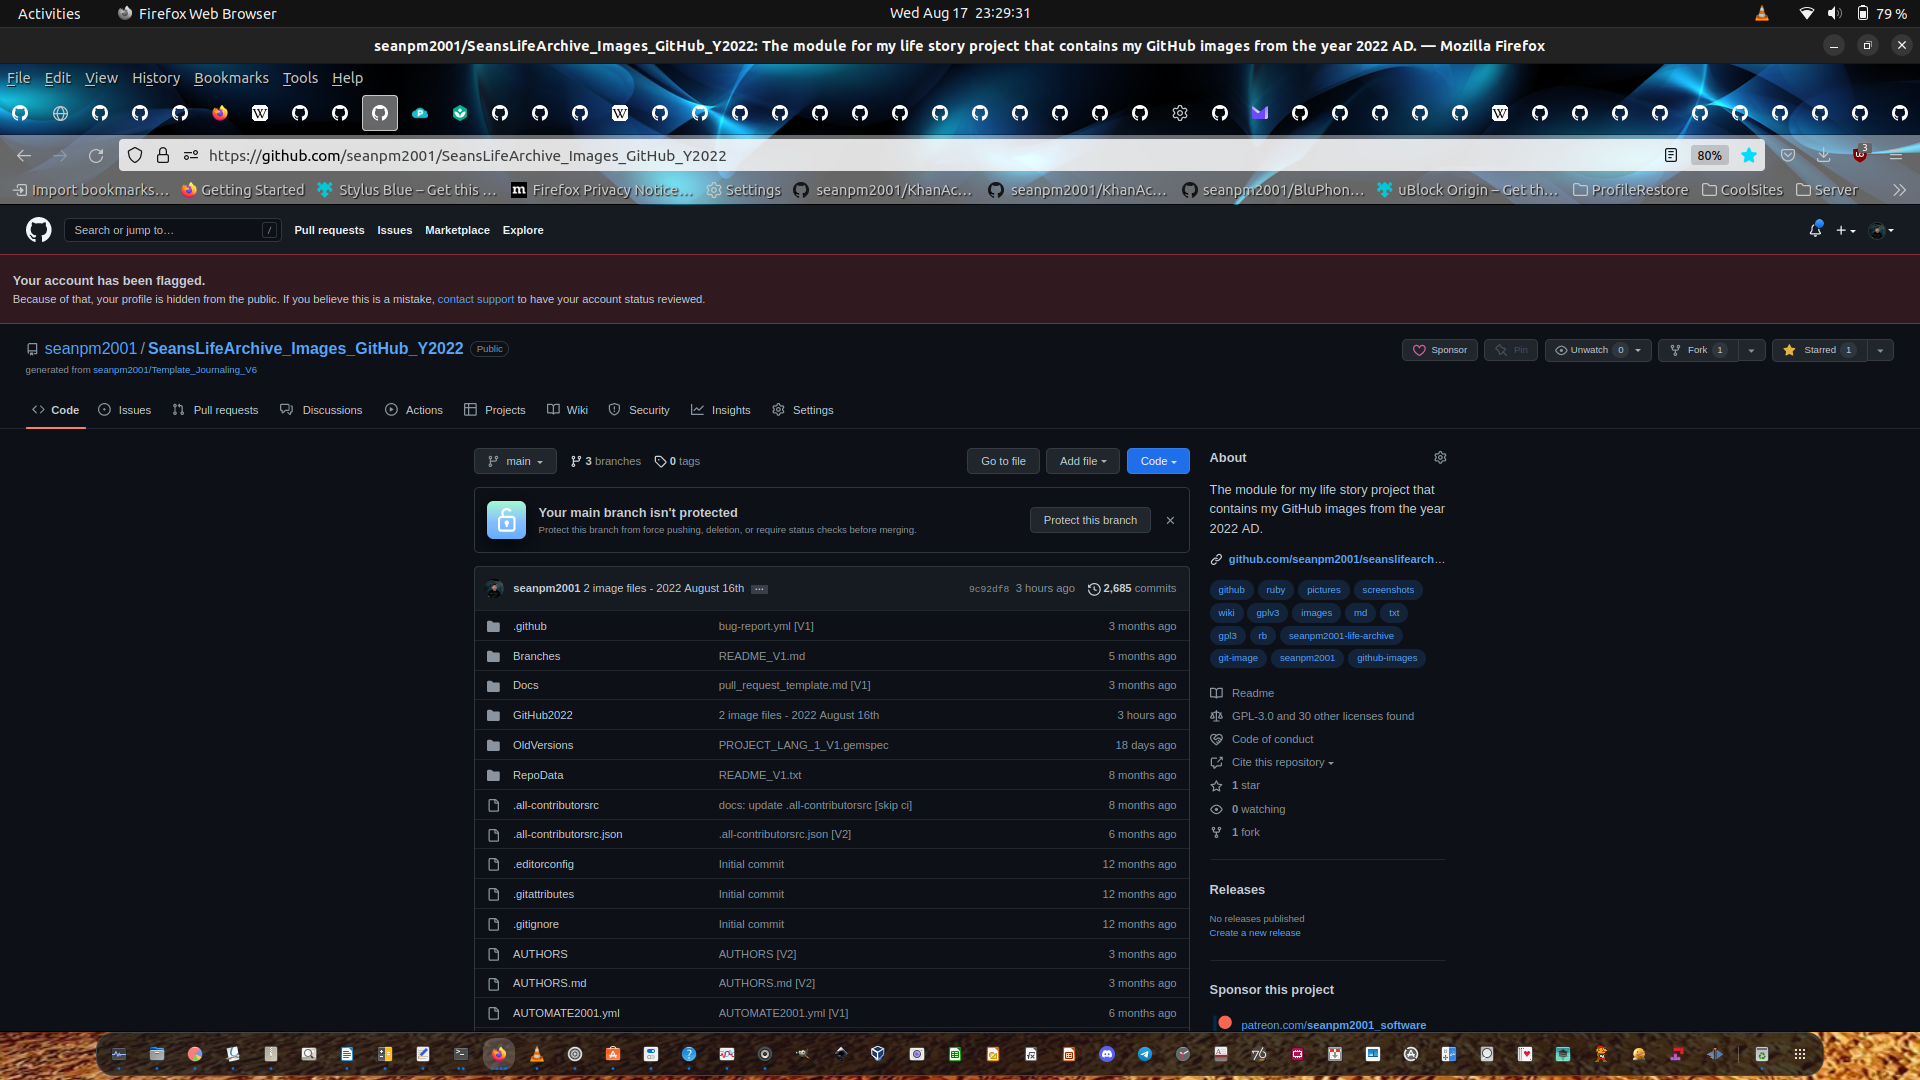 Activities
Firefox Web Browser
Wed Aug 17 23:29:31
79 %
seanpm2001/SeansLifeArchive_Images_GitHub_Y2022: The module for my life story project that contains my GitHub images from the year 2022 AD. — Mozilla Firefox
File Edit View History Bookmarks Tools Help
https://github.com/seanpm2001/SeansLifeArchive_Images_GitHub_Y2022
80%
3
Import bookmarks… Getting Started Stylus Blue – Get this … Firefox Privacy Notice… Settings seanpm2001/KhanAc… seanpm2001/KhanAc… seanpm2001/BluPhon… uBlock Origin – Get th… ProfileRestore CoolSites Server
Search or jump to… /
Pull requests Issues Marketplace Explore
Your account has been flagged.
Because of that, your profile is hidden from the public. If you believe this is a mistake, contact support to have your account status reviewed.
seanpm2001 / SeansLifeArchive_Images_GitHub_Y2022 Public
Sponsor Pin Unwatch 0 Fork 1 Starred 1
generated from seanpm2001/Template_Journaling_V6
Code Issues Pull requests Discussions Actions Projects Wiki Security Insights Settings
main 3 branches 0 tags Go to file Add file Code
Your main branch isn't protected
Protect this branch from force pushing, deletion, or require status checks before merging.
Protect this branch
seanpm2001 2 image files - 2022 August 16th … 9c92df8 3 hours ago 2,685 commits
.github bug-report.yml [V1] 3 months ago
Branches README_V1.md 5 months ago
Docs pull_request_template.md [V1] 3 months ago
GitHub2022 2 image files - 2022 August 16th 3 hours ago
OldVersions PROJECT_LANG_1_V1.gemspec 18 days ago
RepoData README_V1.txt 8 months ago
.all-contributorsrc docs: update .all-contributorsrc [skip ci] 8 months ago
.all-contributorsrc.json .all-contributorsrc.json [V2] 6 months ago
.editorconfig Initial commit 12 months ago
.gitattributes Initial commit 12 months ago
.gitignore Initial commit 12 months ago
AUTHORS AUTHORS [V2] 3 months ago
AUTHORS.md AUTHORS.md [V2] 3 months ago
AUTOMATE2001.yml AUTOMATE2001.yml [V1] 6 months ago
About
The module for my life story project that
contains my GitHub images from the year
2022 AD.
github.com/seanpm2001/seanslifearch…
github ruby pictures screenshots
wiki gplv3 images md txt
gpl3 rb seanpm2001-life-archive
git-image seanpm2001 github-images
Readme
GPL-3.0 and 30 other licenses found
Code of conduct
Cite this repository
1 star
0 watching
1 fork
Releases
No releases published
Create a new release
Sponsor this project
patreon.com/seanpm2001_software